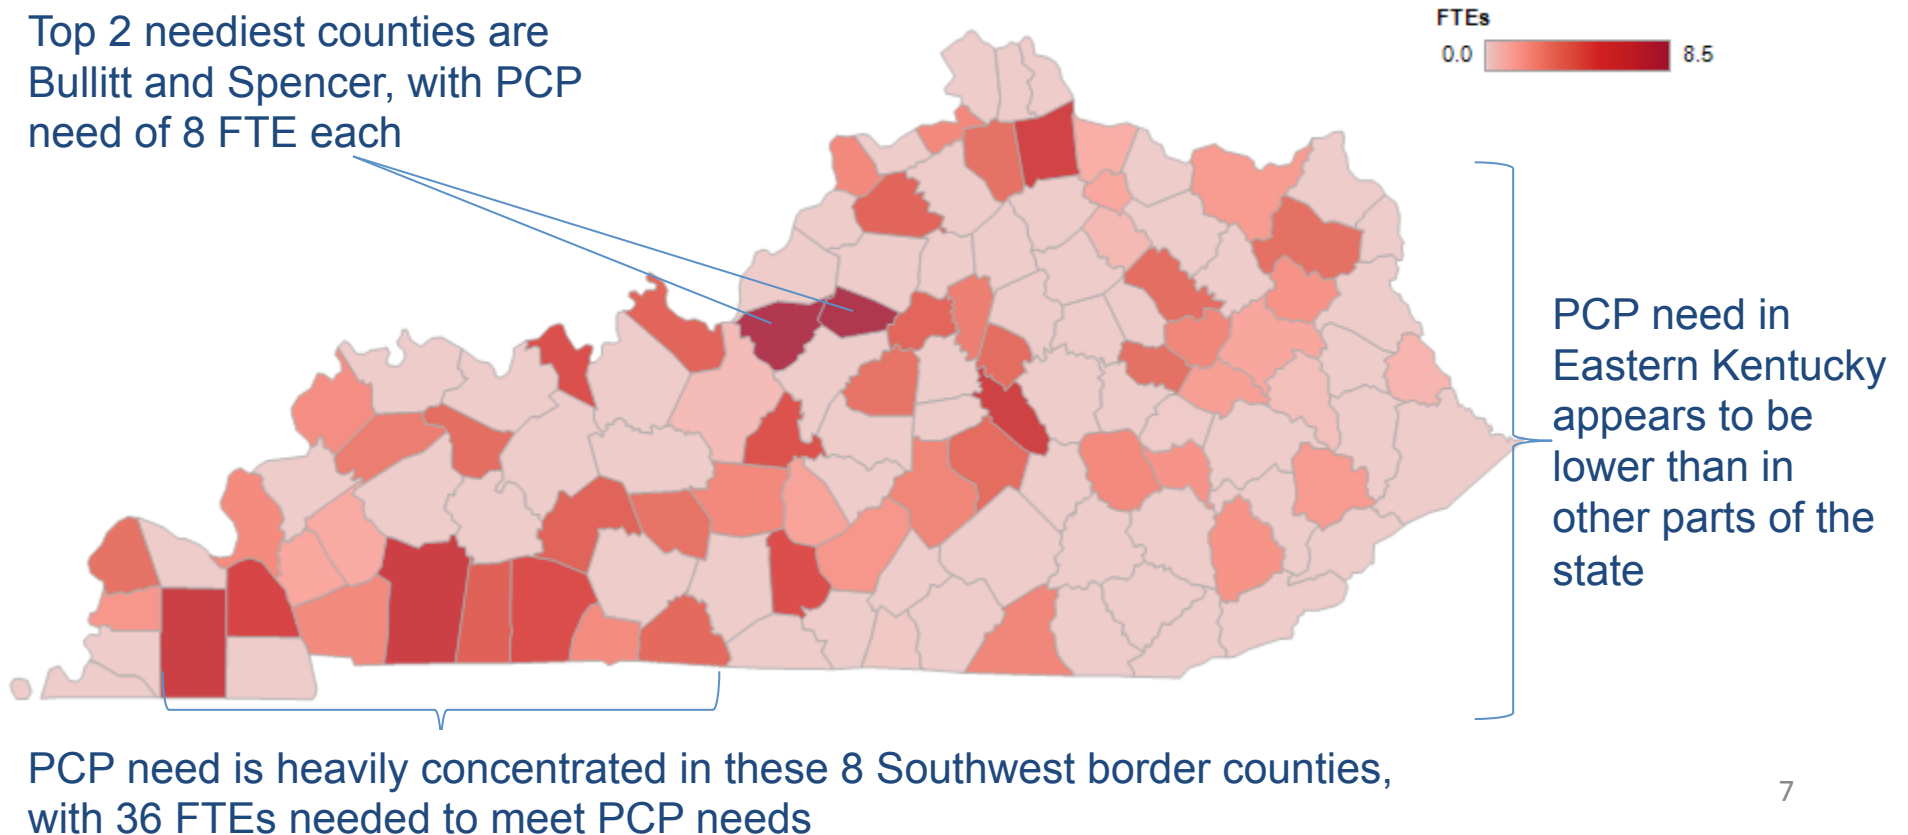 Top 2 neediest counties are
Bullitt and Spencer, with PCP
need of 8 FTE each
FTEs
0.0 8.5
PCP need in
Eastern Kentucky
appears to be
lower than in
other parts of the
state
PCP need is heavily concentrated in these 8 Southwest border counties,
with 36 FTEs needed to meet PCP needs
7